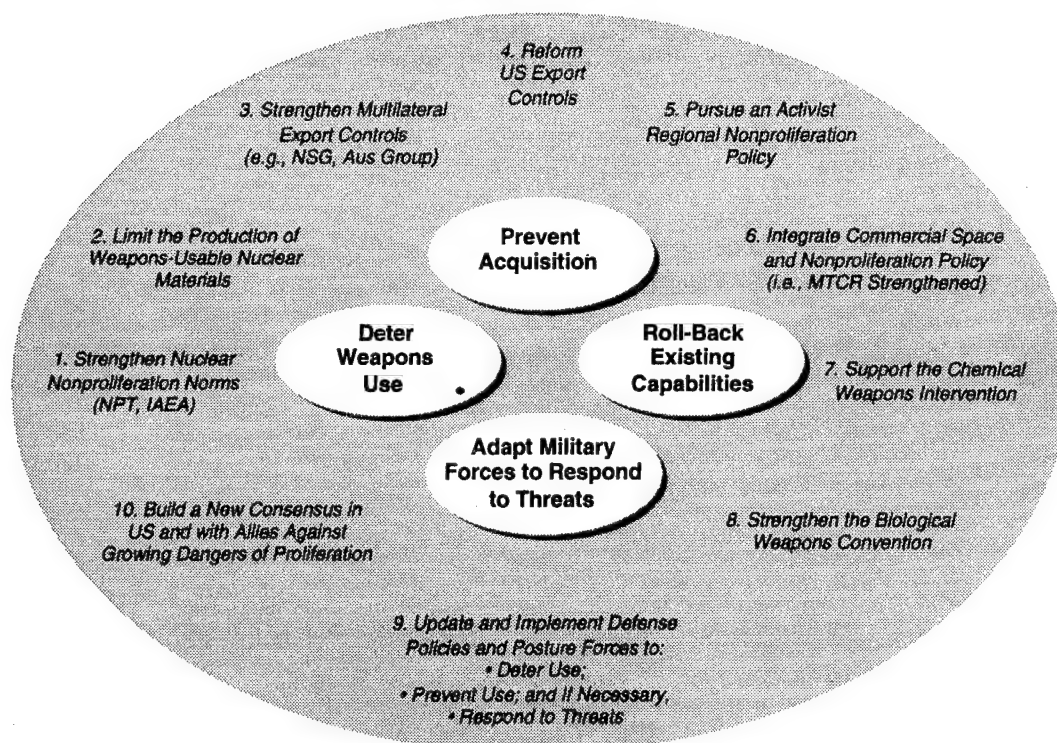 4. Reform
US Export
Controls
3. Strengthen Multilateral
Export Controls
(e.g., NSG, Aus Group)
5. Pursue an Activist
Regional Nonproliferation
Policy
2. Limit the Production of
Weapons-Usable Nuclear
Materials
Prevent
Acquisition
6. Integrate Commercial Space
and Nonproliferation Policy
(i.e., MTCR Strengthened)
1. Strengthen Nuclear
Nonproliferation Norms
(NPT, IAEA)
Deter
Weapons
Use
Roll-Back
Existing
Capabilities
7. Support the Chemical
Weapons Intervention
Adapt Military
Forces to Respond
to Threats
10. Build a New Consensus in
US and with Allies Against
Growing Dangers of Proliferation
8. Strengthen the Biological
Weapons Convention
9. Update and Implement Defense
Policies and Posture Forces to:
• Deter Use;
• Prevent Use; and if Necessary,
• Respond to Threats